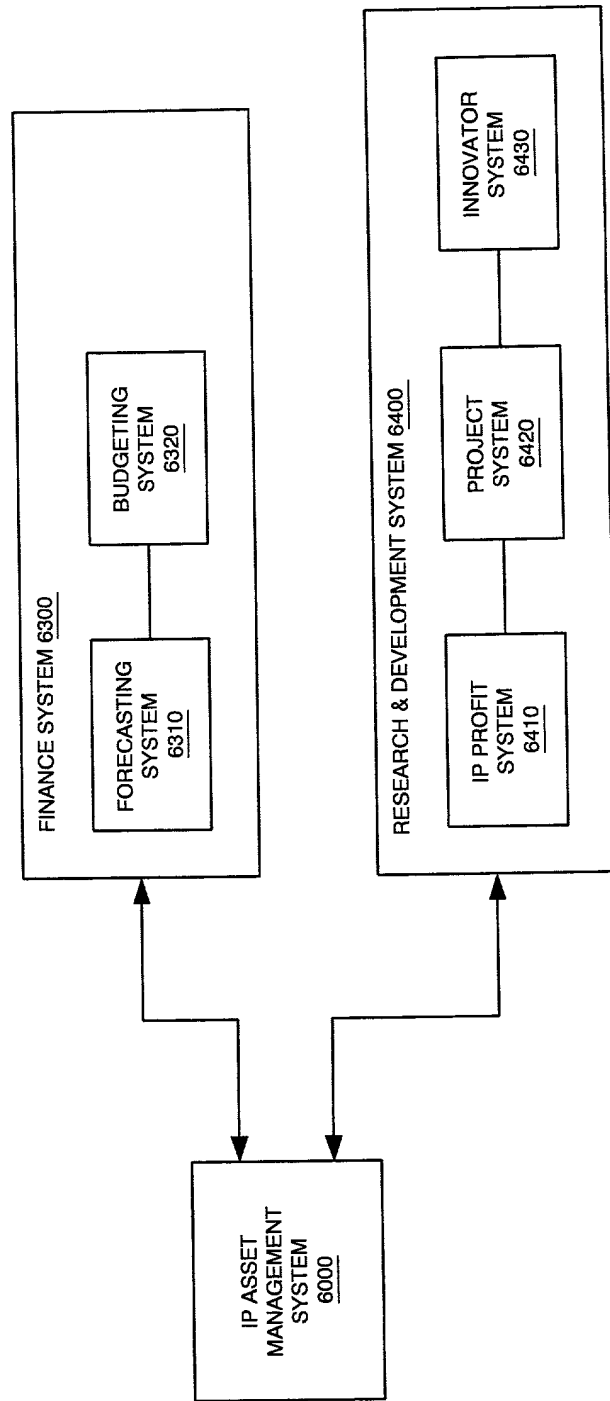 IP ASSET
MANAGEMENT
SYSTEM
6000
FINANCE SYSTEM 6300
FORECASTING
SYSTEM
6310
BUDGETING
SYSTEM
6320
RESEARCH & DEVELOPMENT SYSTEM 6400
IP PROFIT
SYSTEM
6410
PROJECT
SYSTEM
6420
INNOVATOR
SYSTEM
6430